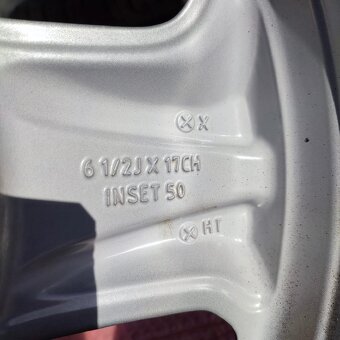 ⓧ X
6 1/2J X 17CH
INSET 50
ⓧ HT